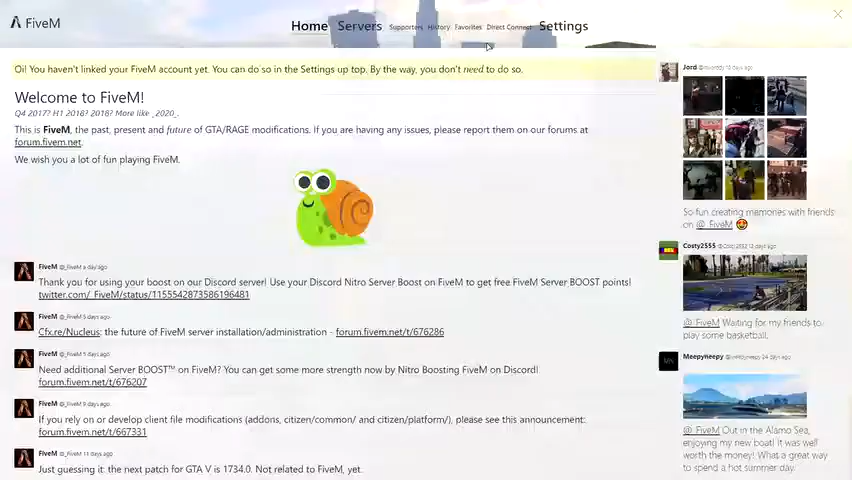 FiveM
Home Servers Supporters History Favorites Direct Connect Settings
Oi! You haven't linked your FiveM account yet. You can do so in the Settings up top. By the way, you don't need to do so.
Welcome to FiveM!
Q4 2017? H1 2018? 2018? More like _2020_.
This is FiveM, the past, present and future of GTA/RAGE modifications. If you are having any issues, please report them on our forums at
forum.fivem.net.
We wish you a lot of fun playing FiveM.
FiveM @_FiveM a day ago
Thank you for using your boost on our Discord server! Use your Discord Nitro Server Boost on FiveM to get free FiveM Server BOOST points!
twitter.com/_FiveM/status/1155542873586196481
FiveM @_FiveM 5 days ago
Cfx.re/Nucleus: the future of FiveM server installation/administration - forum.fivem.net/t/676286
FiveM @_FiveM 5 days ago
Need additional Server BOOST™ on FiveM? You can get some more strength now by Nitro Boosting FiveM on Discord!
forum.fivem.net/t/676207
FiveM @_FiveM 9 days ago
If you rely on or develop client file modifications (addons, citizen/common/ and citizen/platform/), please see this announcement:
forum.fivem.net/t/667331
FiveM @_FiveM 11 days ago
Just guessing it: the next patch for GTA V is 1734.0. Not related to FiveM, yet.
Jord
So fun creating memories with friends
on @_FiveM
Costy2555
@_FiveM Waiting for my friends to
play some basketball.
Meepyneepy 24 days ago
@_FiveM Out in the Alamo Sea,
enjoying my new boat! It was well
worth the money! What a great way
to spend a hot summer day.